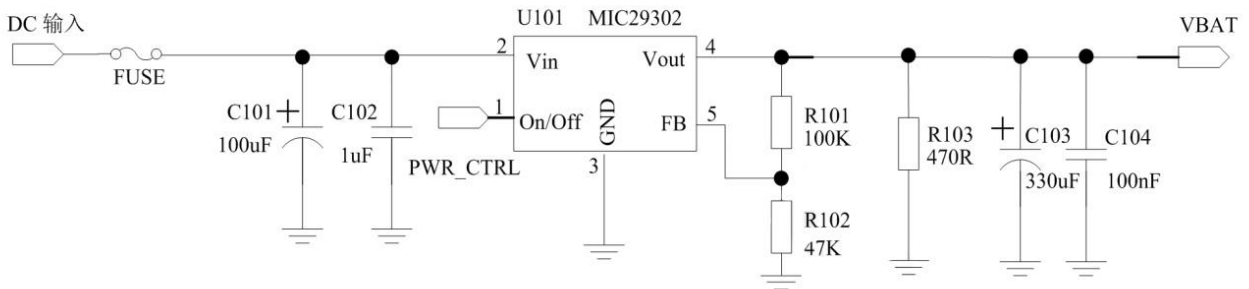 DC 输入
FUSE
C101
100uF
C102
1uF
PWR_CTRL
U101 MIC29302
2
Vin
1
On/Off
GND
3
Vout
4
FB
5
R101
100K
R102
47K
R103
470R
C103
330uF
C104
100nF
VBAT